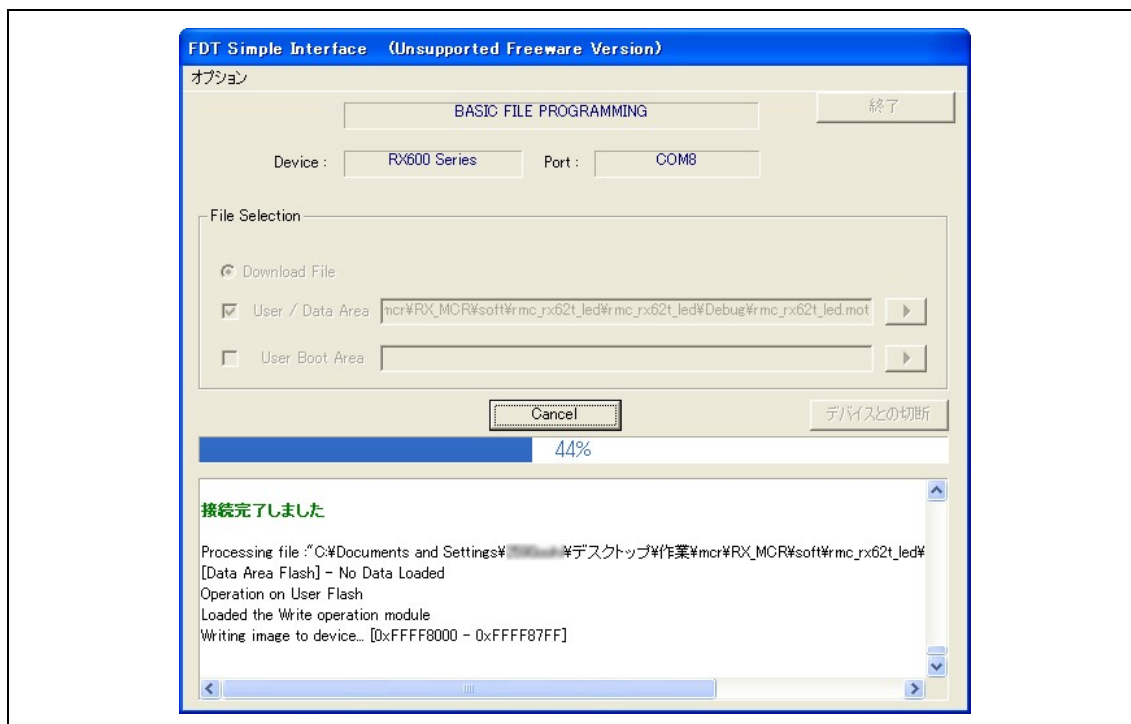 FDT Simple Interface (Unsupported Freeware Version)
オプション
BASIC FILE PROGRAMMING
終了
Device : RX600 Series Port : COM8
File Selection
Download File
User / Data Area mcr¥RX_MCR¥soft¥rmc_rx62t_led¥rmc_rx62t_led¥Debug¥rmc_rx62t_led.mot
User Boot Area
Cancel
デバイスとの切断
44%
接続完了しました
Processing file :"C:¥Documents and Settings¥ ¥デスクトップ¥作業¥mcr¥RX_MCR¥soft¥rmc_rx62t_led¥
[Data Area Flash] - No Data Loaded
Operation on User Flash
Loaded the Write operation module
Writing image to device... [0xFFFF8000 - 0xFFFF87FF]